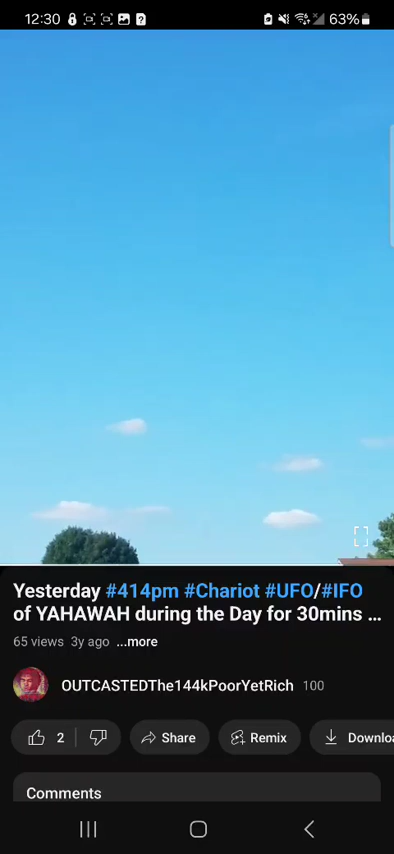 12:30
63%
Yesterday #414pm #Chariot #UFO/#IFO
of YAHAWAH during the Day for 30mins ...
65 views 3y ago ...more
OUTCASTEDThe144kPoorYetRich 100
2 Share Remix Downloa
Comments